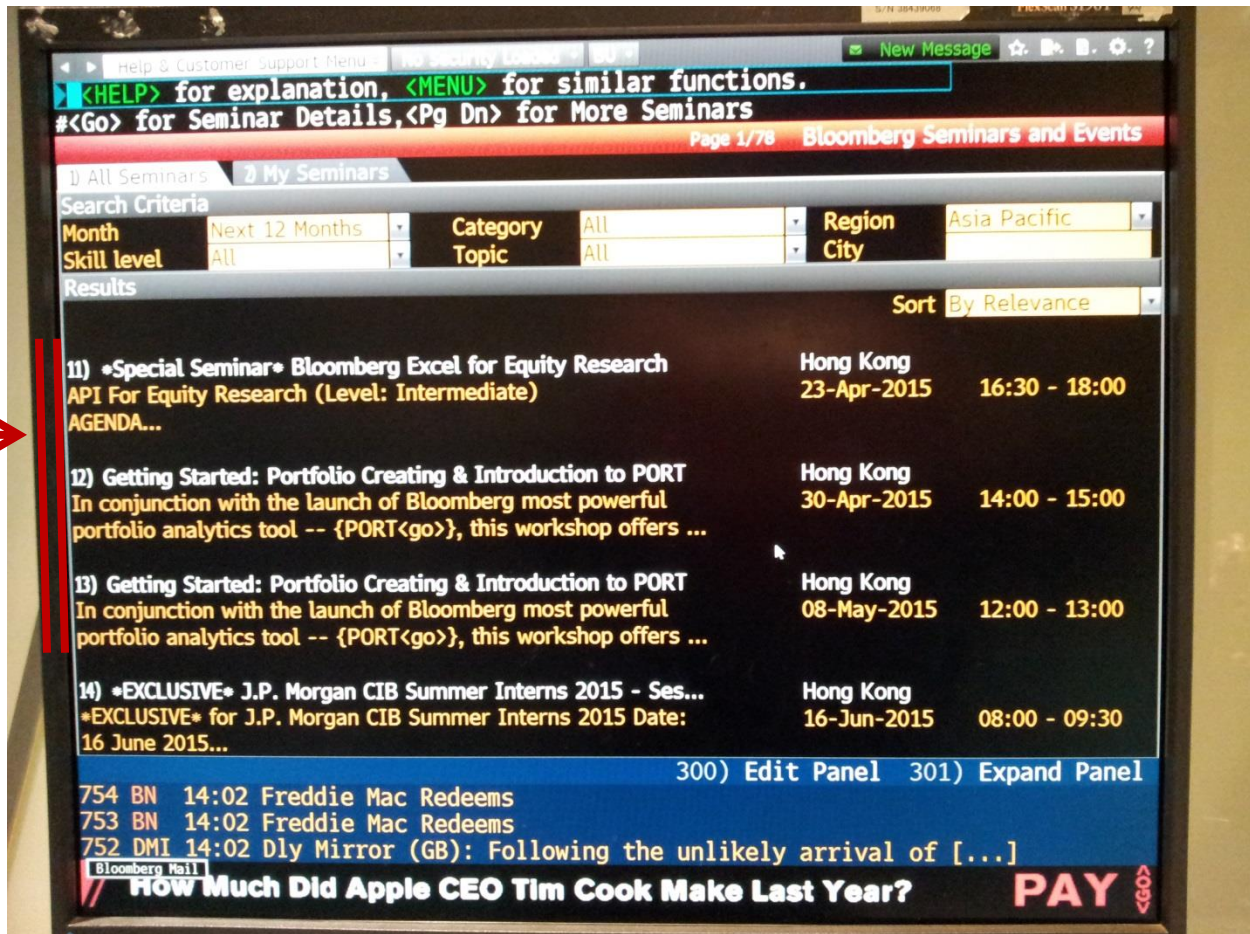 S/N 38439068
FlexScan S1961
Help & Customer Support Menu No Security Loaded
New Message
<HELP> for explanation, <MENU> for similar functions.
#<Go> for Seminar Details,<Pg Dn> for More Seminars
Page 1/78 Bloomberg Seminars and Events
1) All Seminars 2) My Seminars
Search Criteria
Month Next 12 Months Category All Region Asia Pacific
Skill level All Topic All City
Results
Sort By Relevance
11) *Special Seminar* Bloomberg Excel for Equity Research Hong Kong
API For Equity Research (Level: Intermediate) 23-Apr-2015 16:30 - 18:00
AGENDA...
12) Getting Started: Portfolio Creating & Introduction to PORT Hong Kong
In conjunction with the launch of Bloomberg most powerful 30-Apr-2015 14:00 - 15:00
portfolio analytics tool -- {PORT<go>}, this workshop offers ...
13) Getting Started: Portfolio Creating & Introduction to PORT Hong Kong
In conjunction with the launch of Bloomberg most powerful 08-May-2015 12:00 - 13:00
portfolio analytics tool -- {PORT<go>}, this workshop offers ...
14) *EXCLUSIVE* J.P. Morgan CIB Summer Interns 2015 - Ses... Hong Kong
*EXCLUSIVE* for J.P. Morgan CIB Summer Interns 2015 Date: 16-Jun-2015 08:00 - 09:30
16 June 2015...
300) Edit Panel 301) Expand Panel
754 BN 14:02 Freddie Mac Redeems
753 BN 14:02 Freddie Mac Redeems
752 DMI 14:02 Dly Mirror (GB): Following the unlikely arrival of [...]
Bloomberg Mail
How Much Did Apple CEO Tim Cook Make Last Year? PAY <GO>